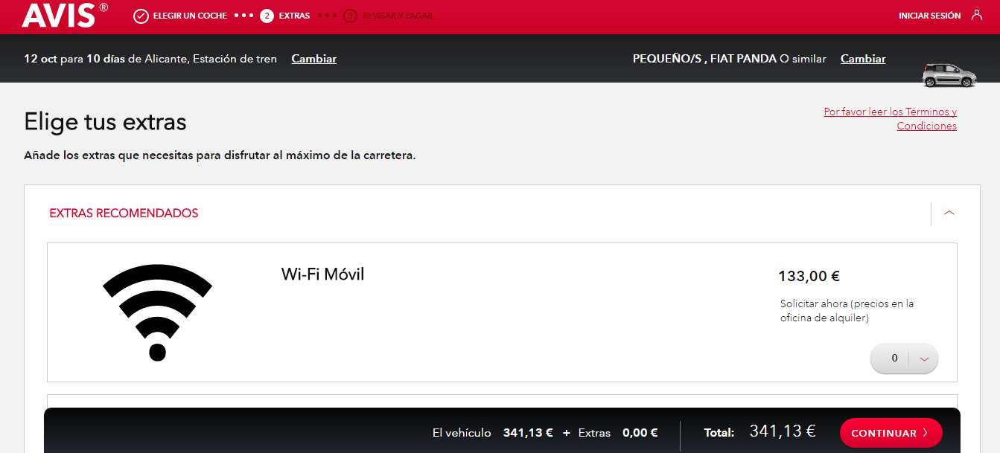 AVIS®
ELEGIR UN COCHE
2 EXTRAS
3 REVISAR Y PAGAR
INICIAR SESIÓN
12 oct para 10 días de Alicante, Estación de tren Cambiar
PEQUEÑO/S , FIAT PANDA O similar Cambiar
Elige tus extras
Por favor leer los Términos y
Condiciones
Añade los extras que necesitas para disfrutar al máximo de la carretera.
EXTRAS RECOMENDADOS
Wi-Fi Móvil
133,00 €
Solicitar ahora (precios en la
oficina de alquiler)
0
El vehículo 341,13 € + Extras 0,00 €
Total: 341,13 €
CONTINUAR